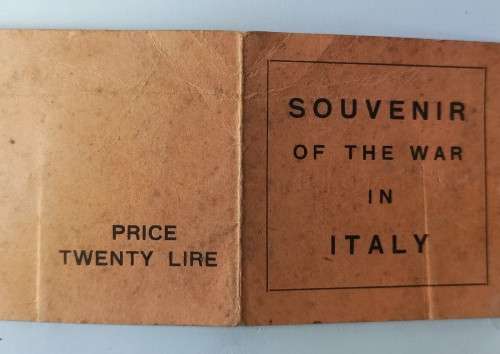 PRICE
TWENTY LIRE
SOUVENIR
OF THE WAR
IN
ITALY